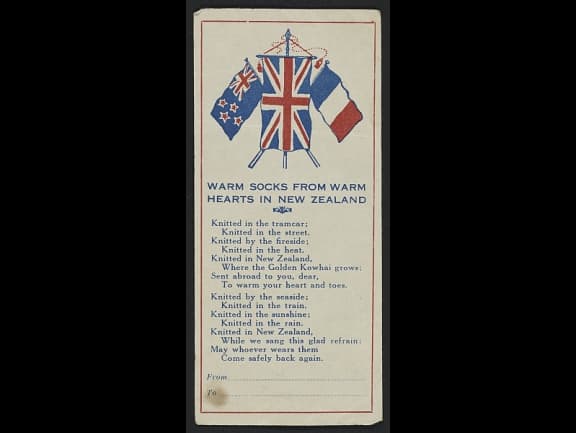 WARM SOCKS FROM WARM
HEARTS IN NEW ZEALAND
Knitted in the tramcar;
Knitted in the street.
Knitted by the fireside;
Knitted in the heat.
Knitted in New Zealand,
Where the Golden Kowhai grows:
Sent abroad to you, dear,
To warm your heart and toes.
Knitted by the seaside;
Knitted in the train.
Knitted in the sunshine;
Knitted in the rain.
Knitted in New Zealand,
While we sang this glad refrain:
May whoever wears them
Come safely back again.
From
To